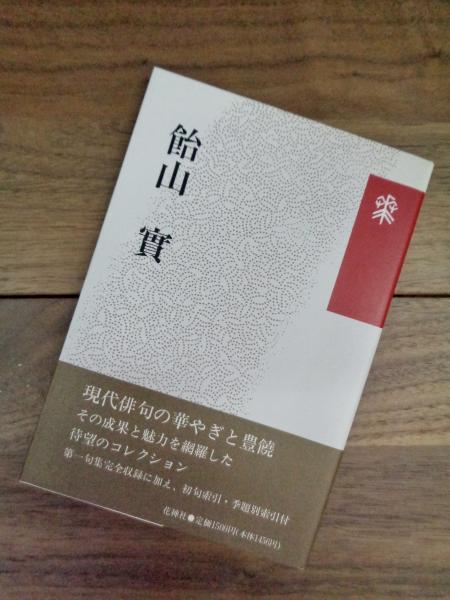 飴山 實
現代俳句の華やぎと豊饒
その成果と魅力を網羅した
待望のコレクション
第一句集完全収録に加え、初句索引・季題別索引付
花神社●定価1500円(本体1456円)